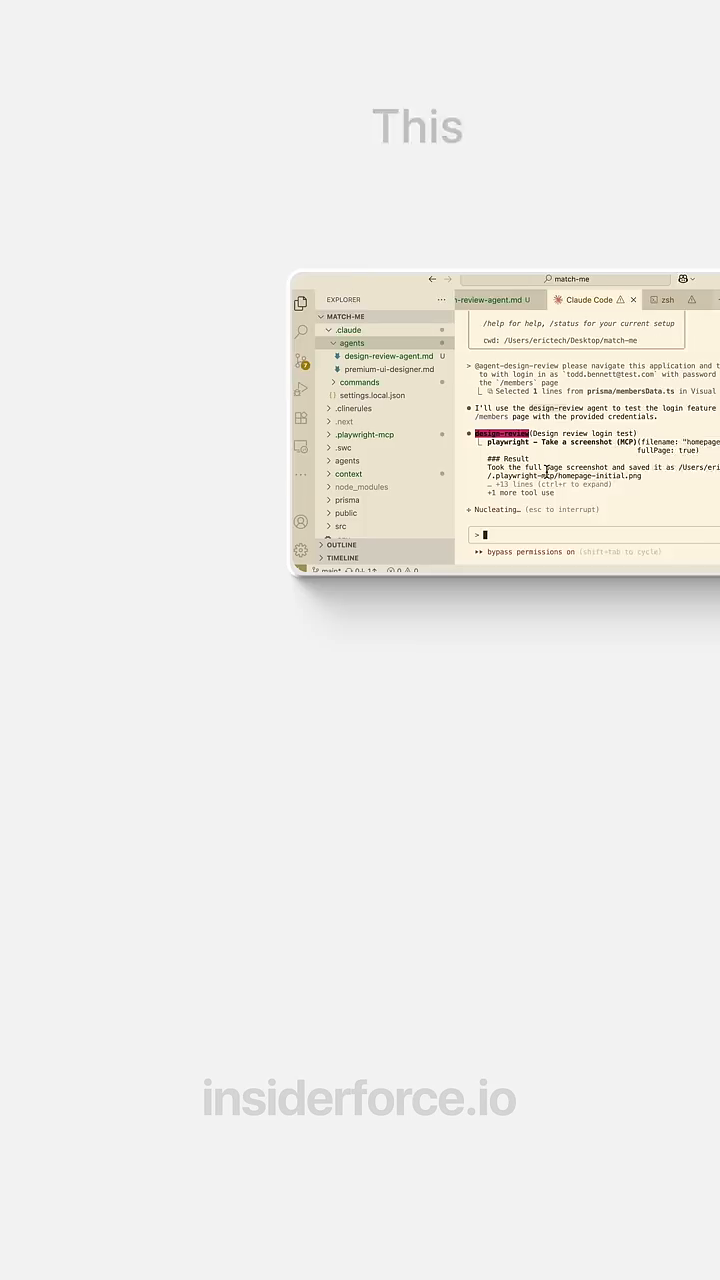 This
match-me
EXPLORER
MATCH-ME
.claude
agents
design-review-agent.md U
premium-ui-designer.md
commands
settings.local.json
.clinerules
.next
.playwright-mcp
.swc
agents
context
node_modules
prisma
public
src
OUTLINE
TIMELINE
main* 0↓ 1↑ 0 0
7
n-review-agent.md U
Claude Code
zsh
/help for help, /status for your current setup
cwd: /Users/erictech/Desktop/match-me
> @agent-design-review please navigate this application and t
to with login in as `todd.bennett@test.com` with password
the `/members` page
Selected 1 lines from prisma/membersData.ts in Visual
I'll use the design-review agent to test the login feature
/members page with the provided credentials.
design-review(Design review login test)
playwright - Take a screenshot (MCP)(filename: "homepage
fullPage: true)
### Result
Took the full page screenshot and saved it as /Users/eri
/.playwright-mcp/homepage-initial.png
… +13 lines (ctrl+r to expand)
+1 more tool use
Nucleating… (esc to interrupt)
>
bypass permissions on (shift-tab to cycle)
insiderforce.io